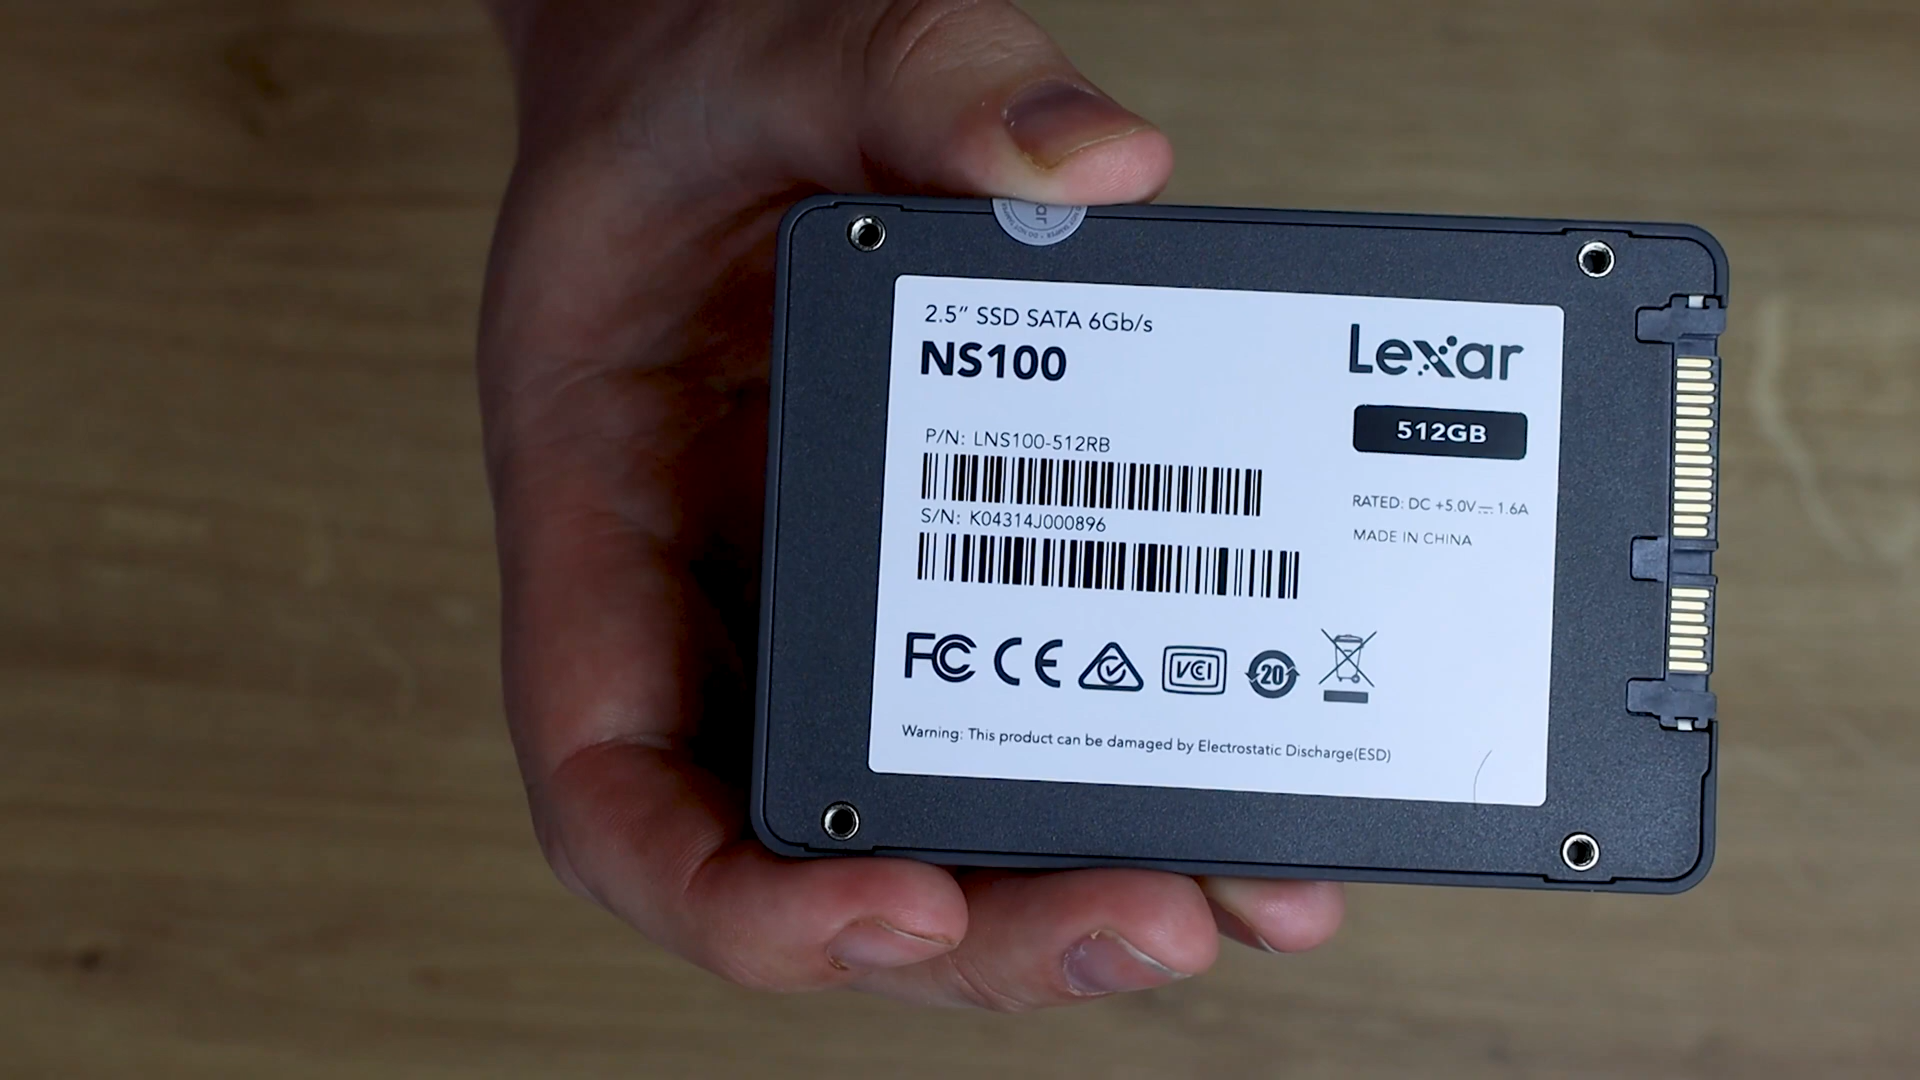 2.5” SSD SATA 6Gb/s
NS100
Lexar
512GB
P/N: LNS100-512RB
S/N: K04314J000896
RATED: DC +5.0V⎓1.6A
MADE IN CHINA
FC CE VCI 20
Warning: This product can be damaged by Electrostatic Discharge(ESD)